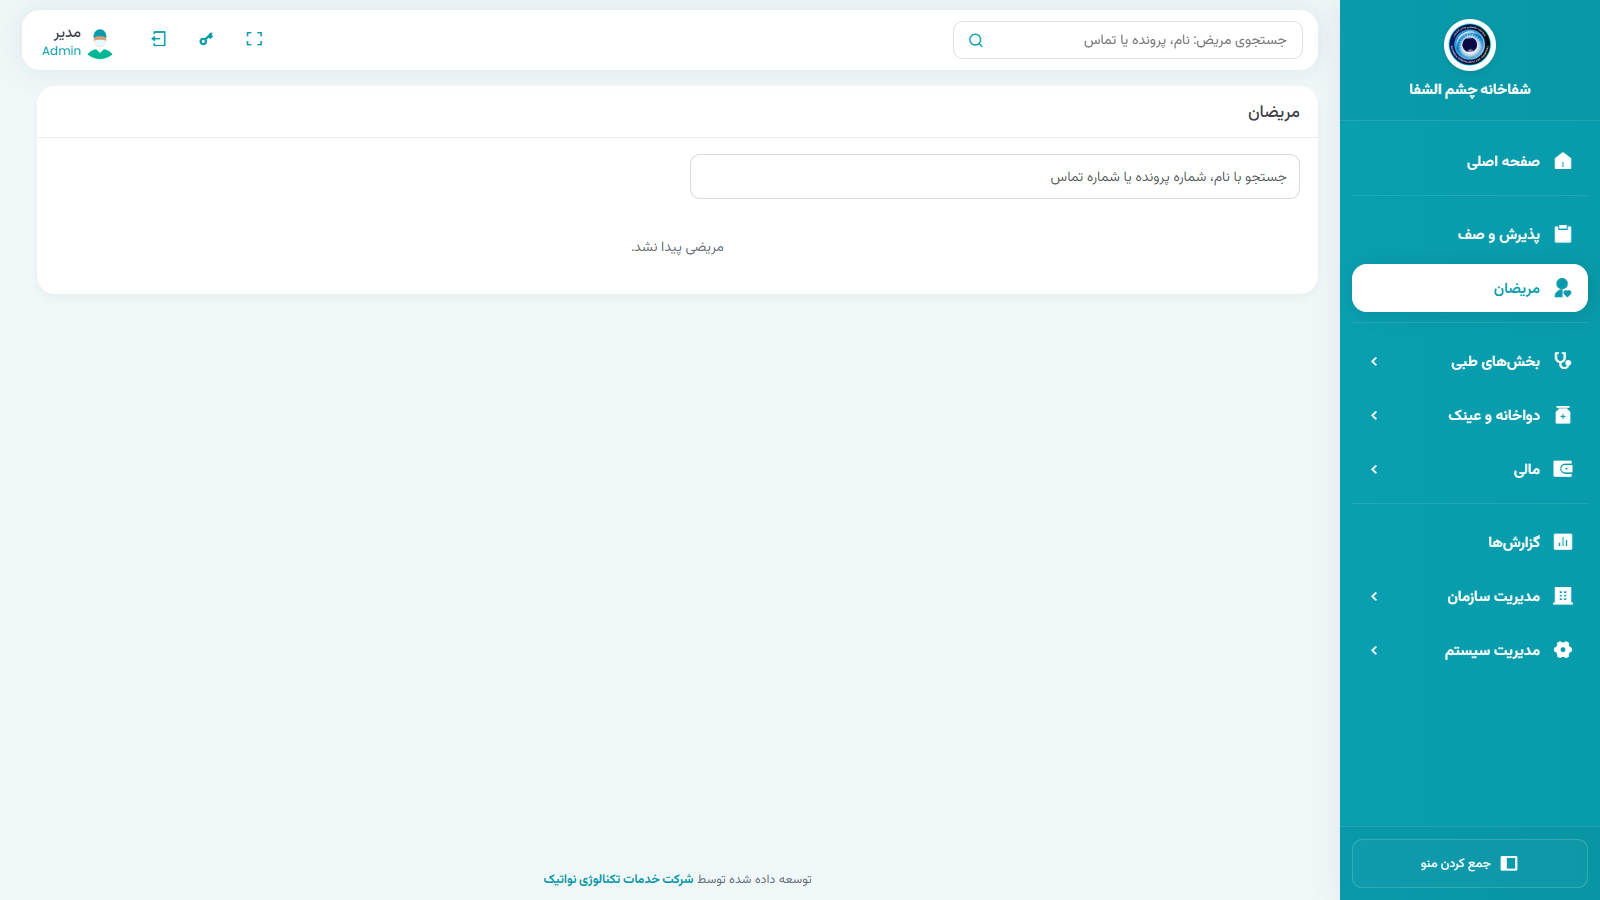 شفاخانه چشم الشفا
صفحه اصلی
پذیرش و صف
مریضان
بخش‌های طبی
دواخانه و عینک
مالی
گزارش‌ها
مدیریت سازمان
مدیریت سیستم
جمع کردن منو
جستجوی مریض: نام، پرونده یا تماس
مدیر
Admin
مریضان
جستجو با نام، شماره پرونده یا شماره تماس
مریضی پیدا نشد.
توسعه داده شده توسط شرکت خدمات تکنالوژی نواتیک